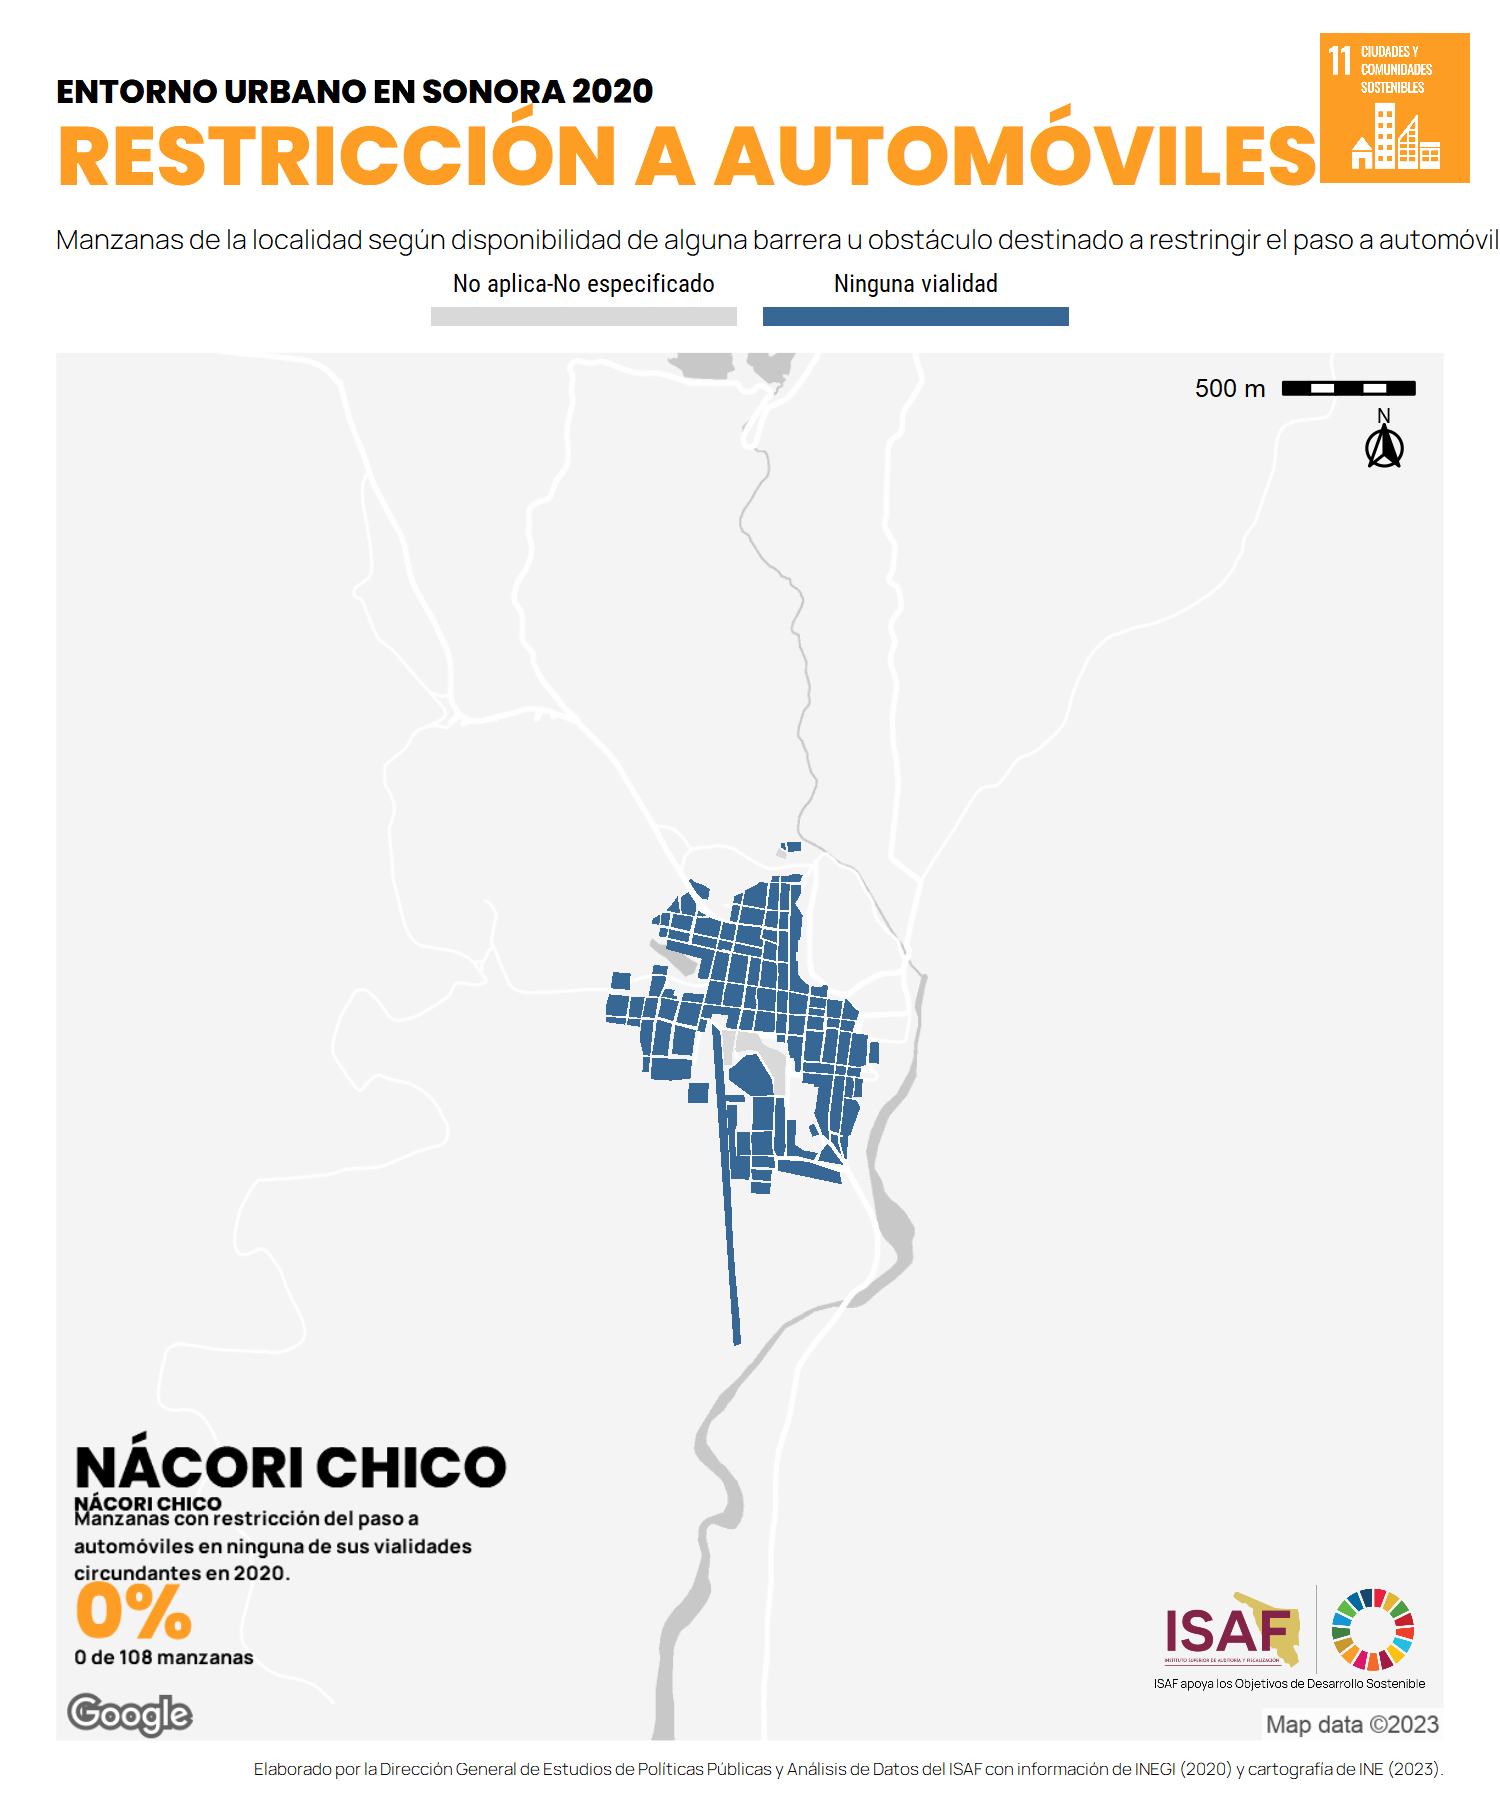 ENTORNO URBANO EN SONORA 2020
RESTRICCIÓN A AUTOMÓVILES
11 CIUDADES Y
COMUNIDADES
SOSTENIBLES
Manzanas de la localidad según disponibilidad de alguna barrera u obstáculo destinado a restringir el paso a automóvil
No aplica-No especificado
Ninguna vialidad
500 m
N
NÁCORI CHICO
NÁCORI CHICO
Manzanas con restricción del paso a
automóviles en ninguna de sus vialidades
circundantes en 2020.
0%
0 de 108 manzanas
ISAF
INSTITUTO SUPERIOR DE AUDITORÍA Y FISCALIZACIÓN
ISAF apoya los Objetivos de Desarrollo Sostenible
Google
Map data ©2023
Elaborado por la Dirección General de Estudios de Políticas Públicas y Análisis de Datos del ISAF con información de INEGI (2020) y cartografía de INE (2023).